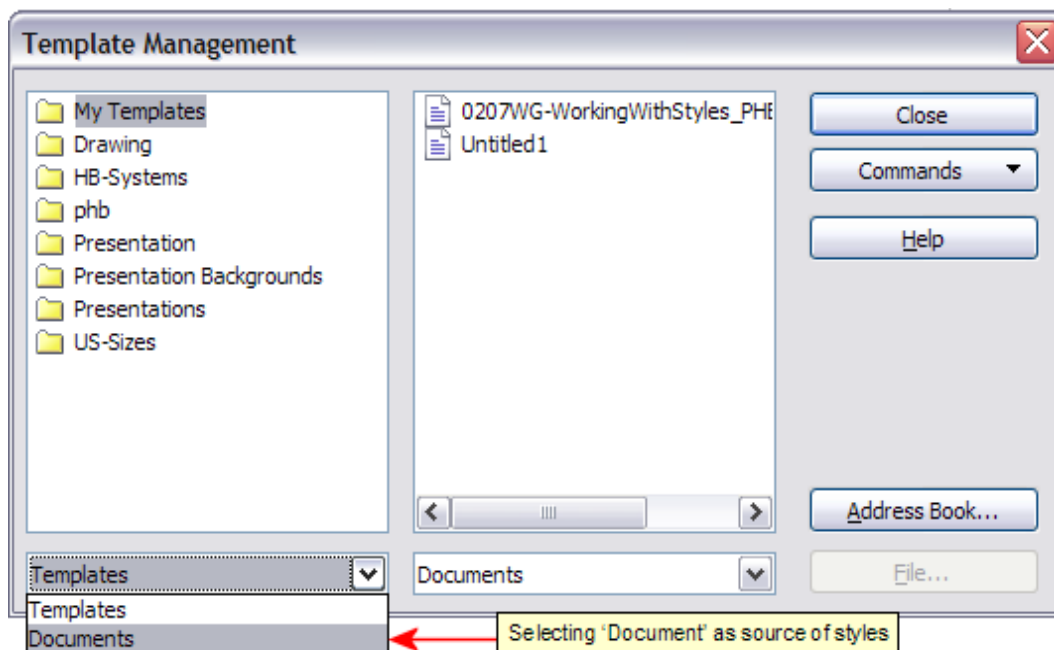 Template Management
My Templates
Drawing
HB-Systems
phb
Presentation
Presentation Backgrounds
Presentations
US-Sizes
0207WG-WorkingWithStyles_PHB
Untitled1
Close
Commands
Help
Address Book...
File...
Templates
Documents
Templates
Documents
Selecting 'Document' as source of styles